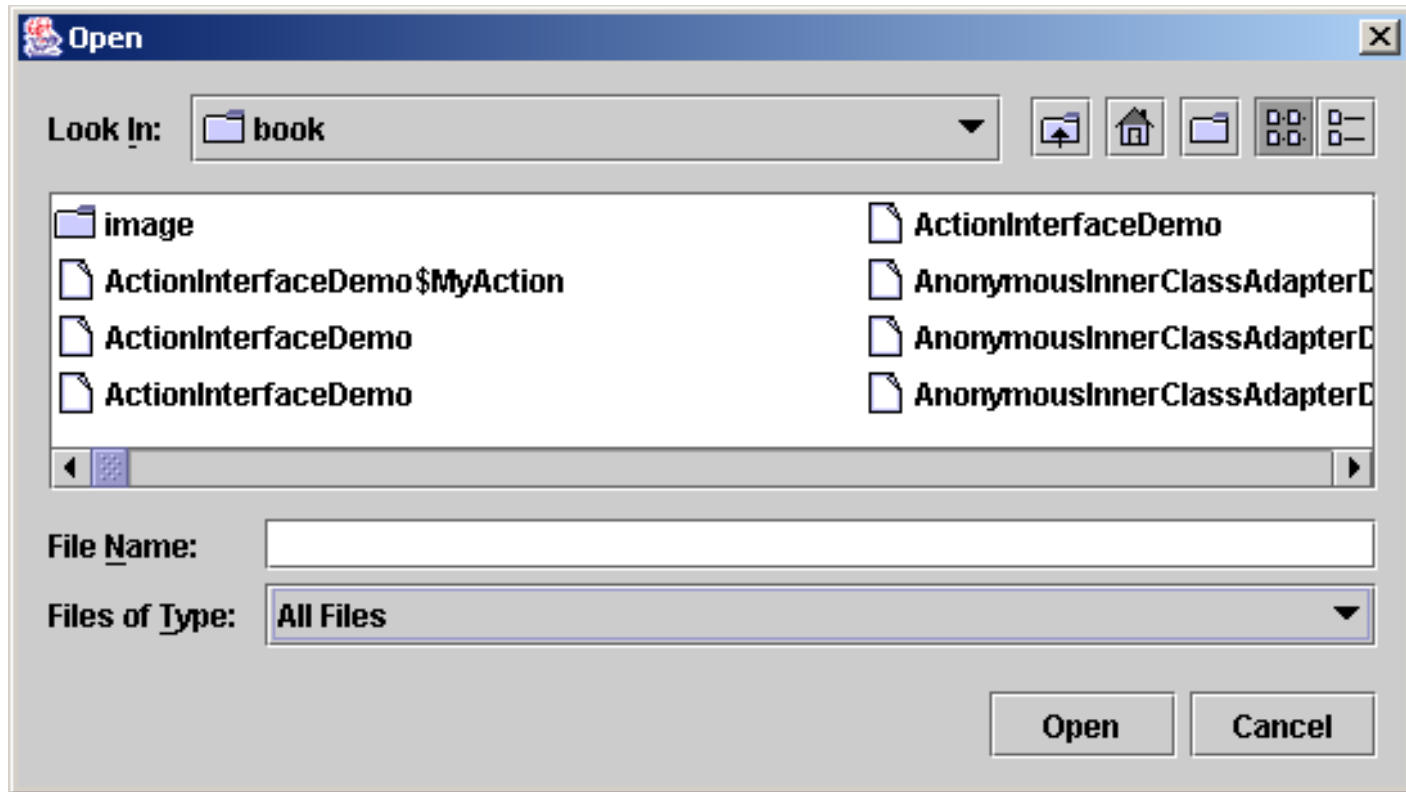 Open
Look In: book
image ActionInterfaceDemo
ActionInterfaceDemo$MyAction AnonymousInnerClassAdapterD
ActionInterfaceDemo AnonymousInnerClassAdapterD
ActionInterfaceDemo AnonymousInnerClassAdapterD
File Name:
Files of Type: All Files
Open Cancel